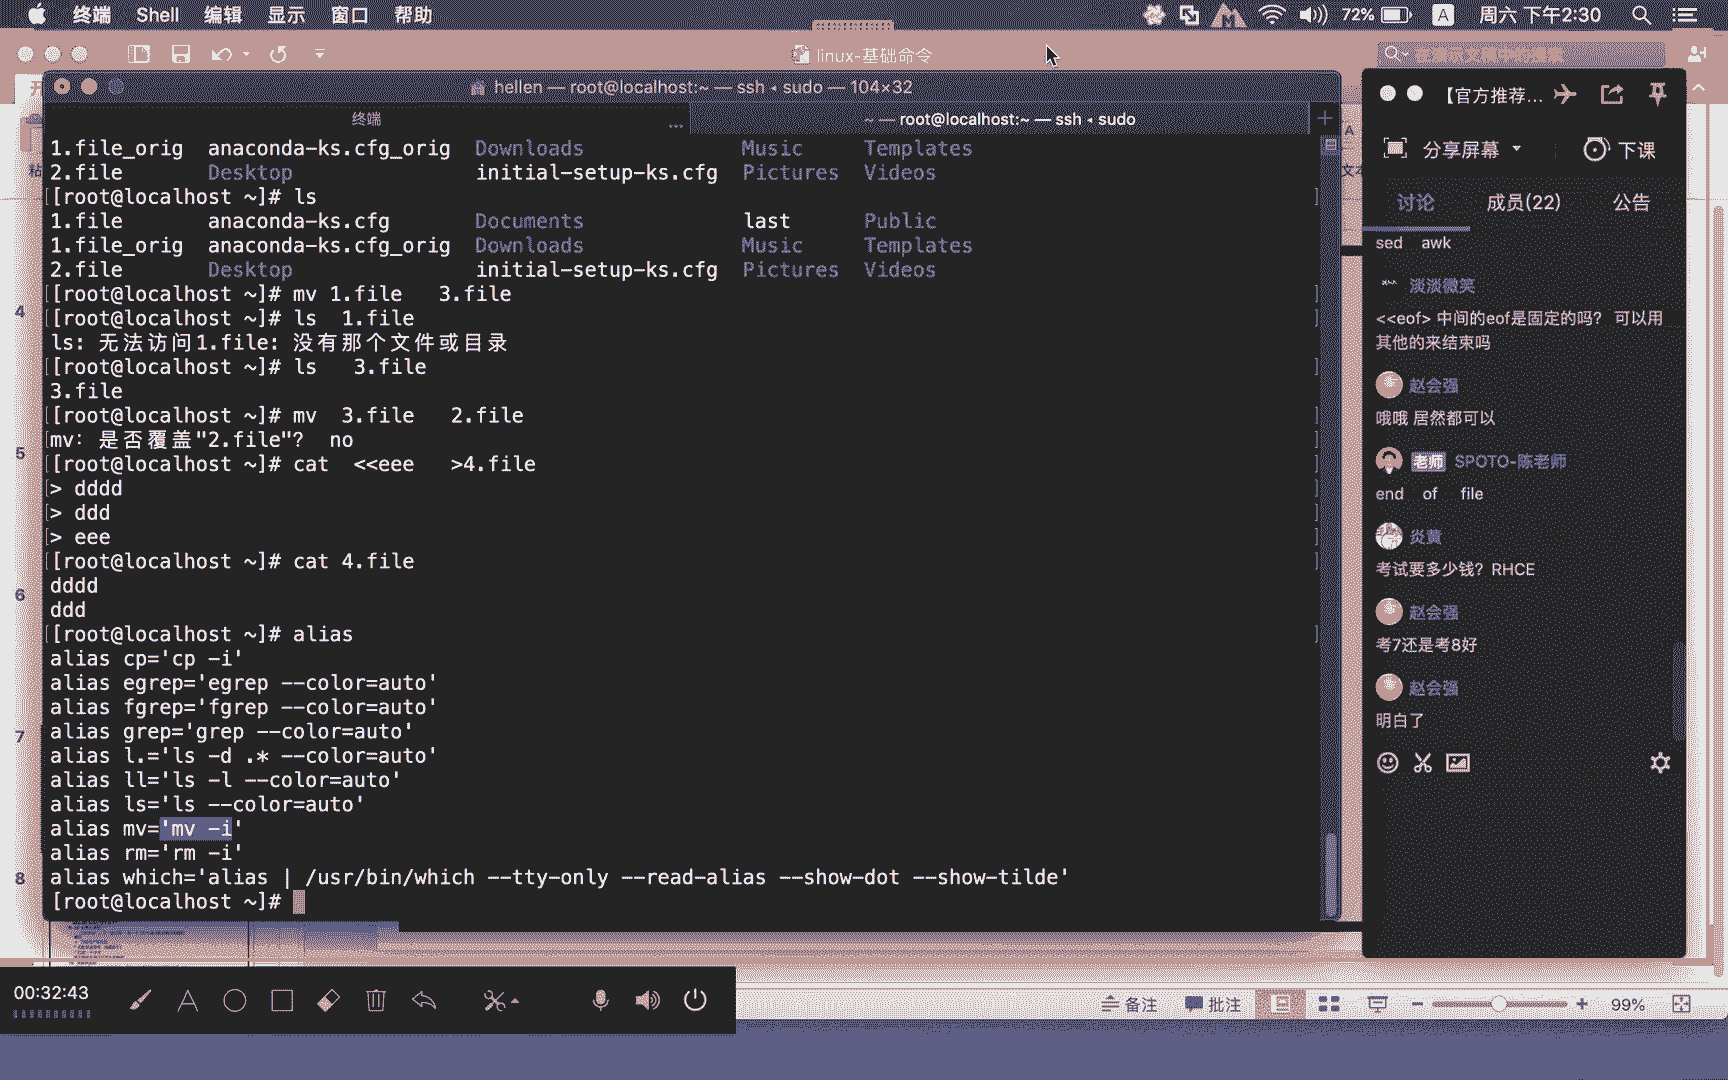 终端 Shell 编辑 显示 窗口 帮助 72% A 周六 下午2:30
linux-基础命令
hellen — root@localhost:~ — ssh ◂ sudo — 104×32
终端 ... ~ — root@localhost:~ — ssh ◂ sudo +
1.file_orig anaconda-ks.cfg_orig Downloads Music Templates
2.file Desktop initial-setup-ks.cfg Pictures Videos
[root@localhost ~]# ls
1.file anaconda-ks.cfg Documents last Public
1.file_orig anaconda-ks.cfg_orig Downloads Music Templates
2.file Desktop initial-setup-ks.cfg Pictures Videos
[root@localhost ~]# mv 1.file 3.file
[root@localhost ~]# ls 1.file
ls: 无法访问1.file: 没有那个文件或目录
[root@localhost ~]# ls 3.file
3.file
[root@localhost ~]# mv 3.file 2.file
mv: 是否覆盖"2.file"? no
[root@localhost ~]# cat <<eee >4.file
> dddd
> ddd
> eee
[root@localhost ~]# cat 4.file
dddd
ddd
[root@localhost ~]# alias
alias cp='cp -i'
alias egrep='egrep --color=auto'
alias fgrep='fgrep --color=auto'
alias grep='grep --color=auto'
alias l.='ls -d .* --color=auto'
alias ll='ls -l --color=auto'
alias ls='ls --color=auto'
alias mv='mv -i'
alias rm='rm -i'
alias which='alias | /usr/bin/which --tty-only --read-alias --show-dot --show-tilde'
[root@localhost ~]#
4
5
6
7
8
【官方推荐...
分享屏幕 下课
讨论 成员(22) 公告
sed awk
淡淡微笑
<<eof> 中间的eof是固定的吗? 可以用
其他的来结束吗
赵会强
哦哦 居然都可以
老师 SPOTO-陈老师
end of file
炎黄
考试要多少钱? RHCE
赵会强
考7还是考8好
赵会强
明白了
00:32:43
备注 批注 99%